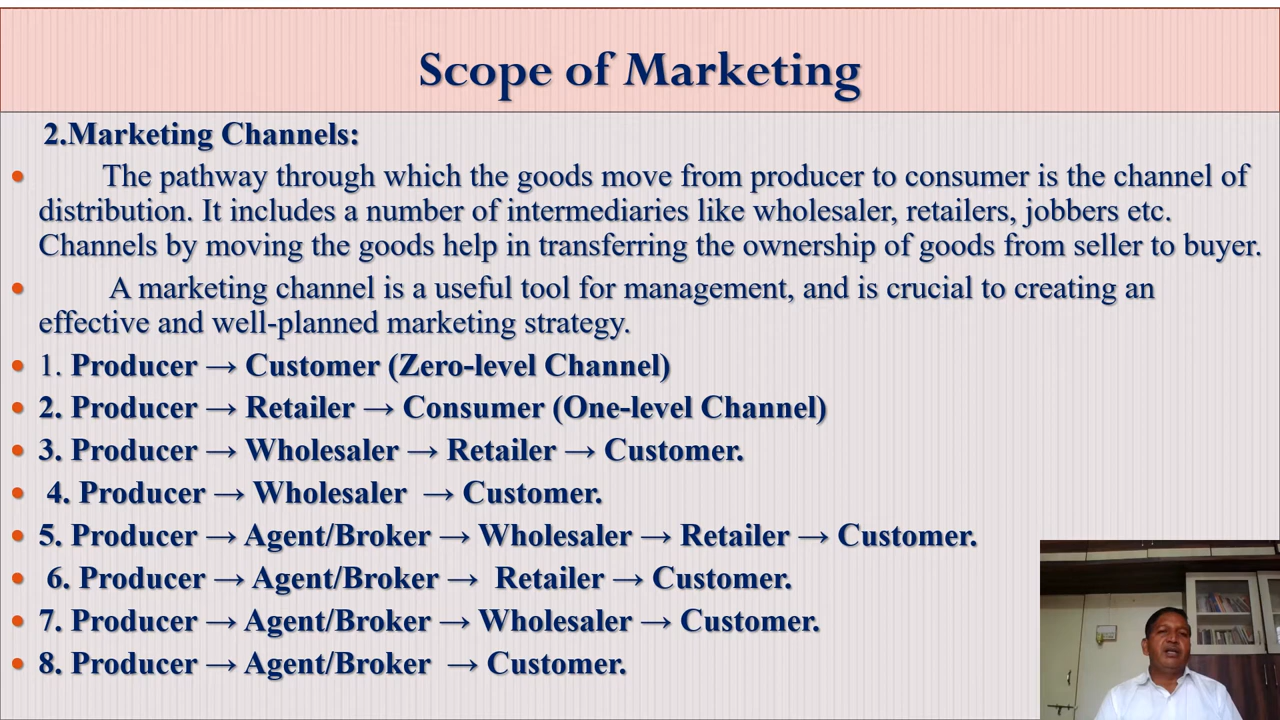 Scope of Marketing
2.Marketing Channels:
• The pathway through which the goods move from producer to consumer is the channel of
distribution. It includes a number of intermediaries like wholesaler, retailers, jobbers etc.
Channels by moving the goods help in transferring the ownership of goods from seller to buyer.
• A marketing channel is a useful tool for management, and is crucial to creating an
effective and well-planned marketing strategy.
• 1. Producer → Customer (Zero-level Channel)
• 2. Producer → Retailer → Consumer (One-level Channel)
• 3. Producer → Wholesaler → Retailer → Customer.
• 4. Producer → Wholesaler → Customer.
• 5. Producer → Agent/Broker → Wholesaler → Retailer → Customer.
• 6. Producer → Agent/Broker → Retailer → Customer.
• 7. Producer → Agent/Broker → Wholesaler → Customer.
• 8. Producer → Agent/Broker → Customer.